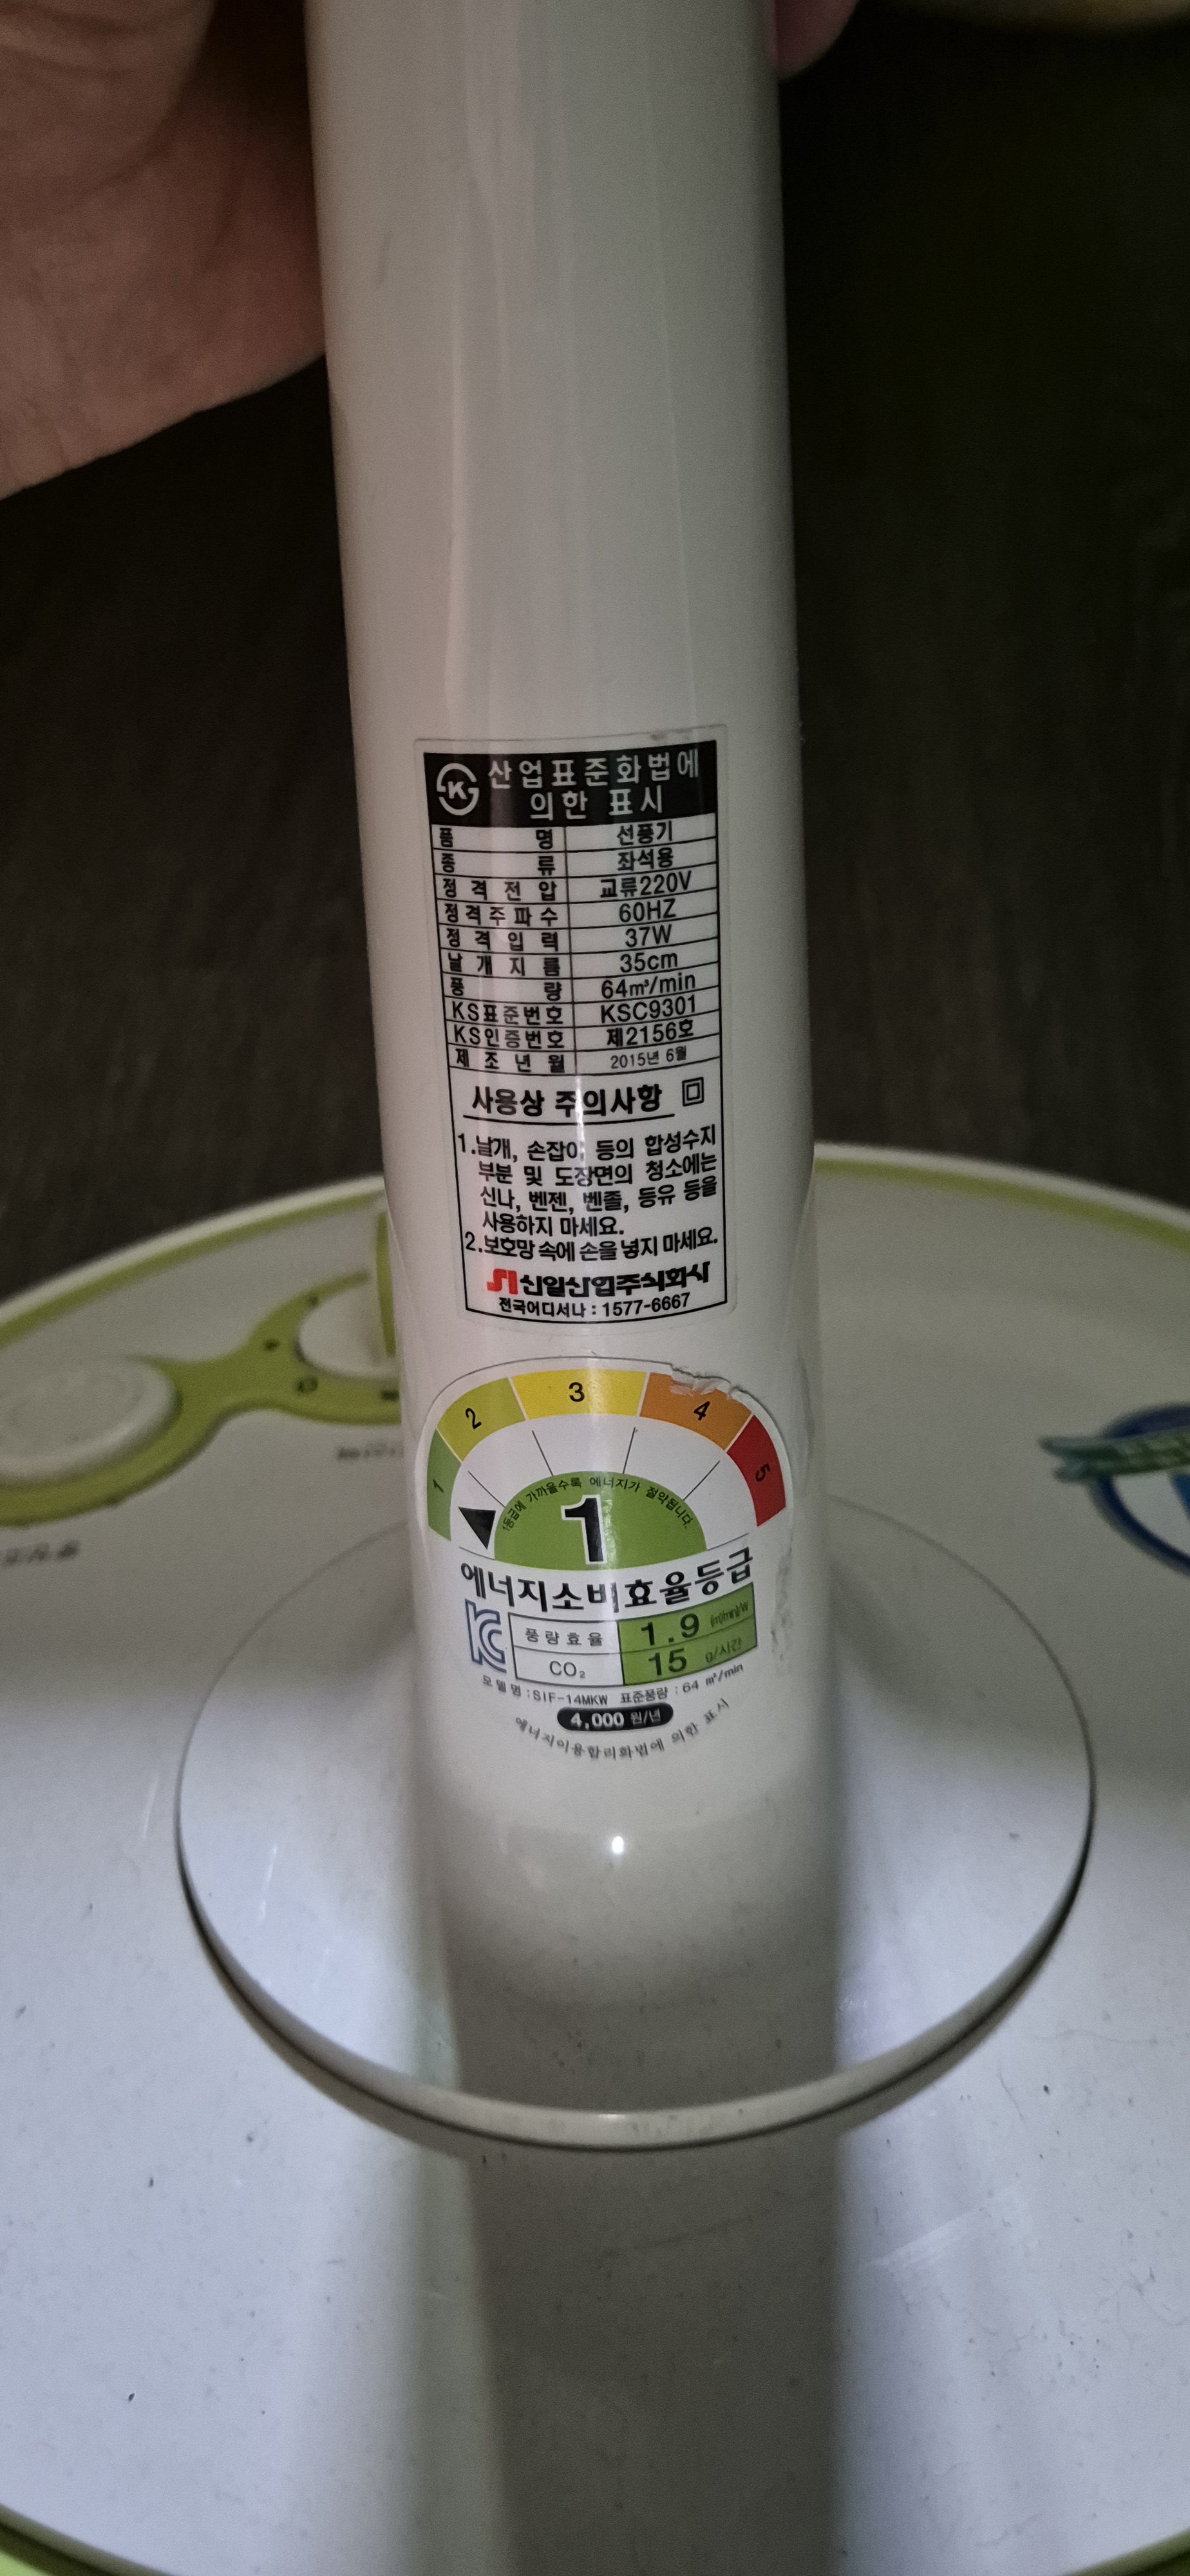 산업표준화법에
의한 표시
품명 선풍기
종류 좌석용
정격전압 교류220V
정격주파수 60HZ
정격입력 37W
날개지름 35cm
풍량 64m³/min
KS표준번호 KSC9301
KS인증번호 제2156호
제조년월 2015년 6월
사용상 주의사항
1.날개, 손잡이 등의 합성수지
부분 및 도장면의 청소에는
신나, 벤젠, 벤졸, 등유 등을
사용하지 마세요.
2.보호망 속에 손을 넣지 마세요.
SI 신일산업주식회사
전국어디서나 : 1577-6667
1 2 3 4 5
1등급에 가까울수록 에너지가 절약됩니다.
1
에너지소비효율등급
풍량효율 1.9 (㎥/min)/W
CO₂ 15 g/시간
모델명 : SIF-14MKW 표준풍량 : 64 m³/min
4,000 원/년
에너지이용합리화법에 의한 표시